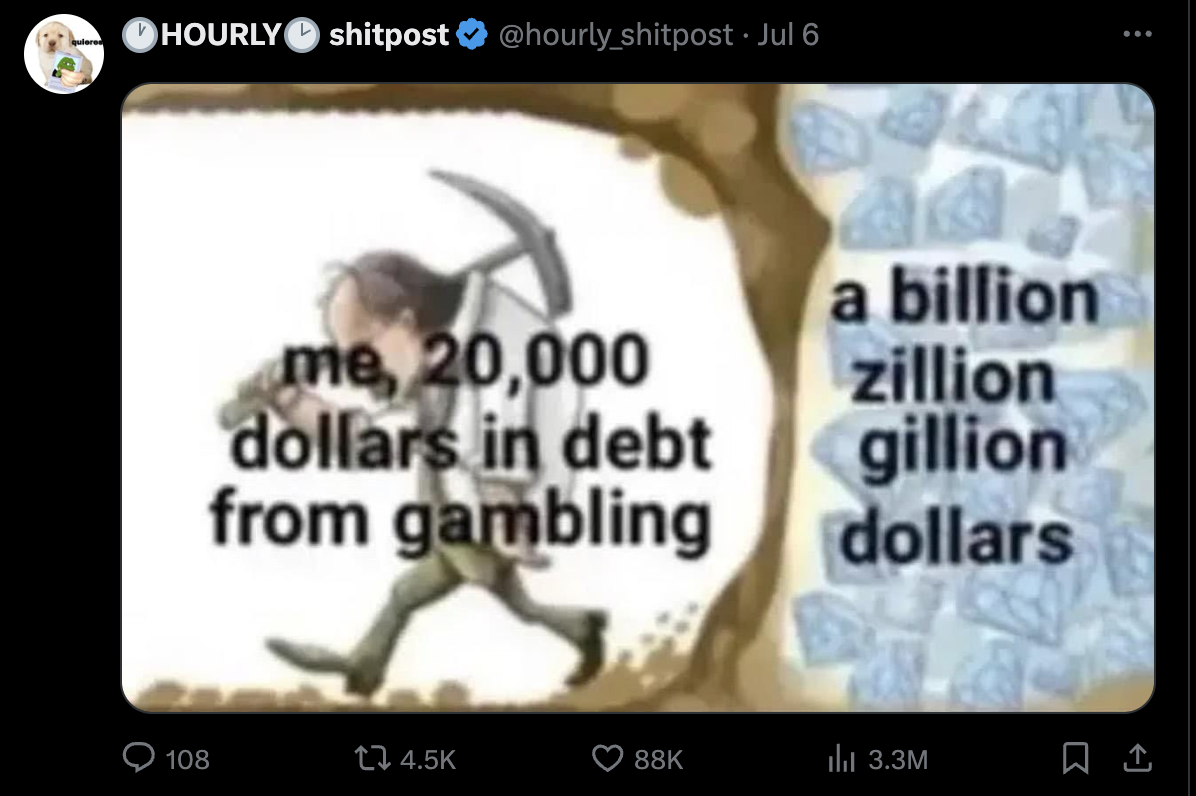 🕐HOURLY🕑 shitpost @hourly_shitpost · Jul 6
quieres
me, 20,000
dollars in debt
from gambling
a billion
zillion
gillion
dollars
108 4.5K 88K 3.3M